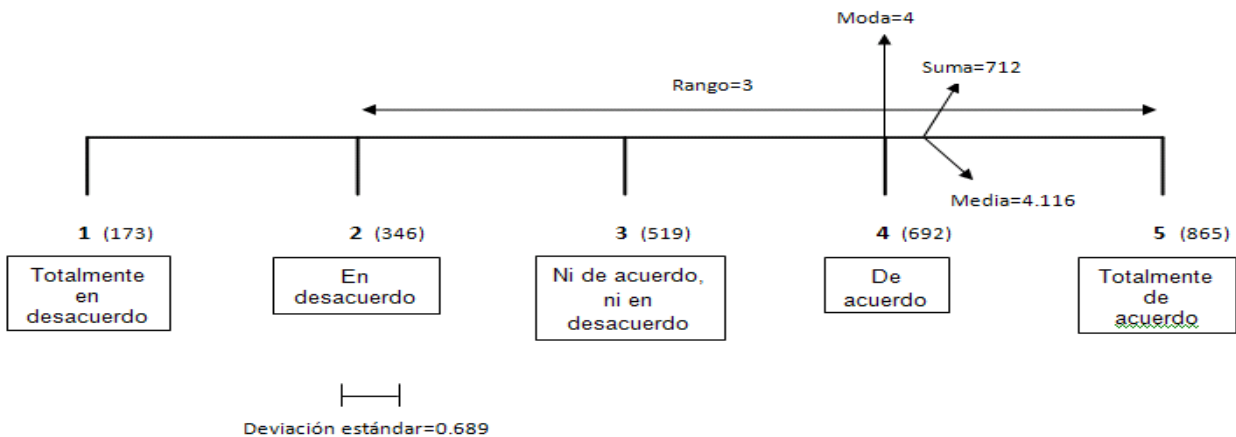 Moda=4
Suma=712
Rango=3
Media=4.116
1 (173)
2 (346)
3 (519)
4 (692)
5 (865)
Totalmente
en
desacuerdo
En
desacuerdo
Ni de acuerdo,
ni en
desacuerdo
De
acuerdo
Totalmente
de
acuerdo
Deviación estándar=0.689